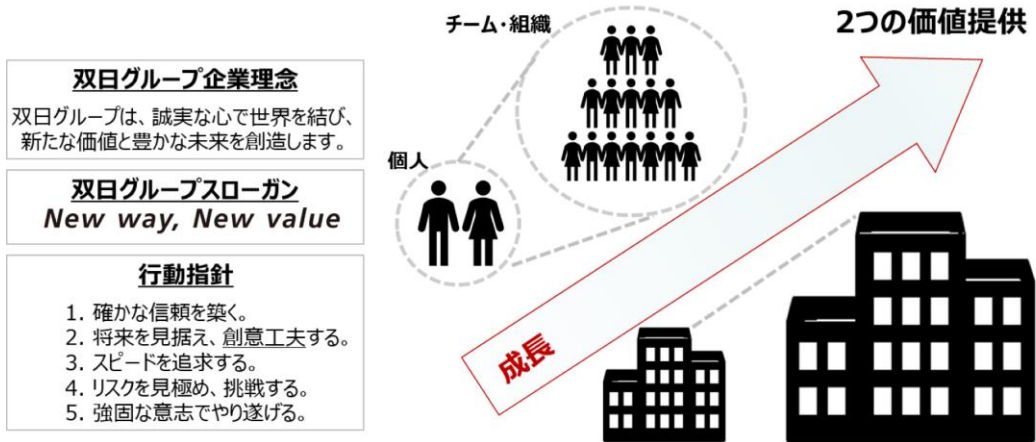 双日グループ企業理念
双日グループは、誠実な心で世界を結び、
新たな価値と豊かな未来を創造します。
双日グループスローガン
New way, New value
行動指針
1. 確かな信頼を築く。
2. 将来を見据え、創意工夫する。
3. スピードを追求する。
4. リスクを見極め、挑戦する。
5. 強固な意志でやり遂げる。
チーム・組織
個人
2つの価値提供
成長